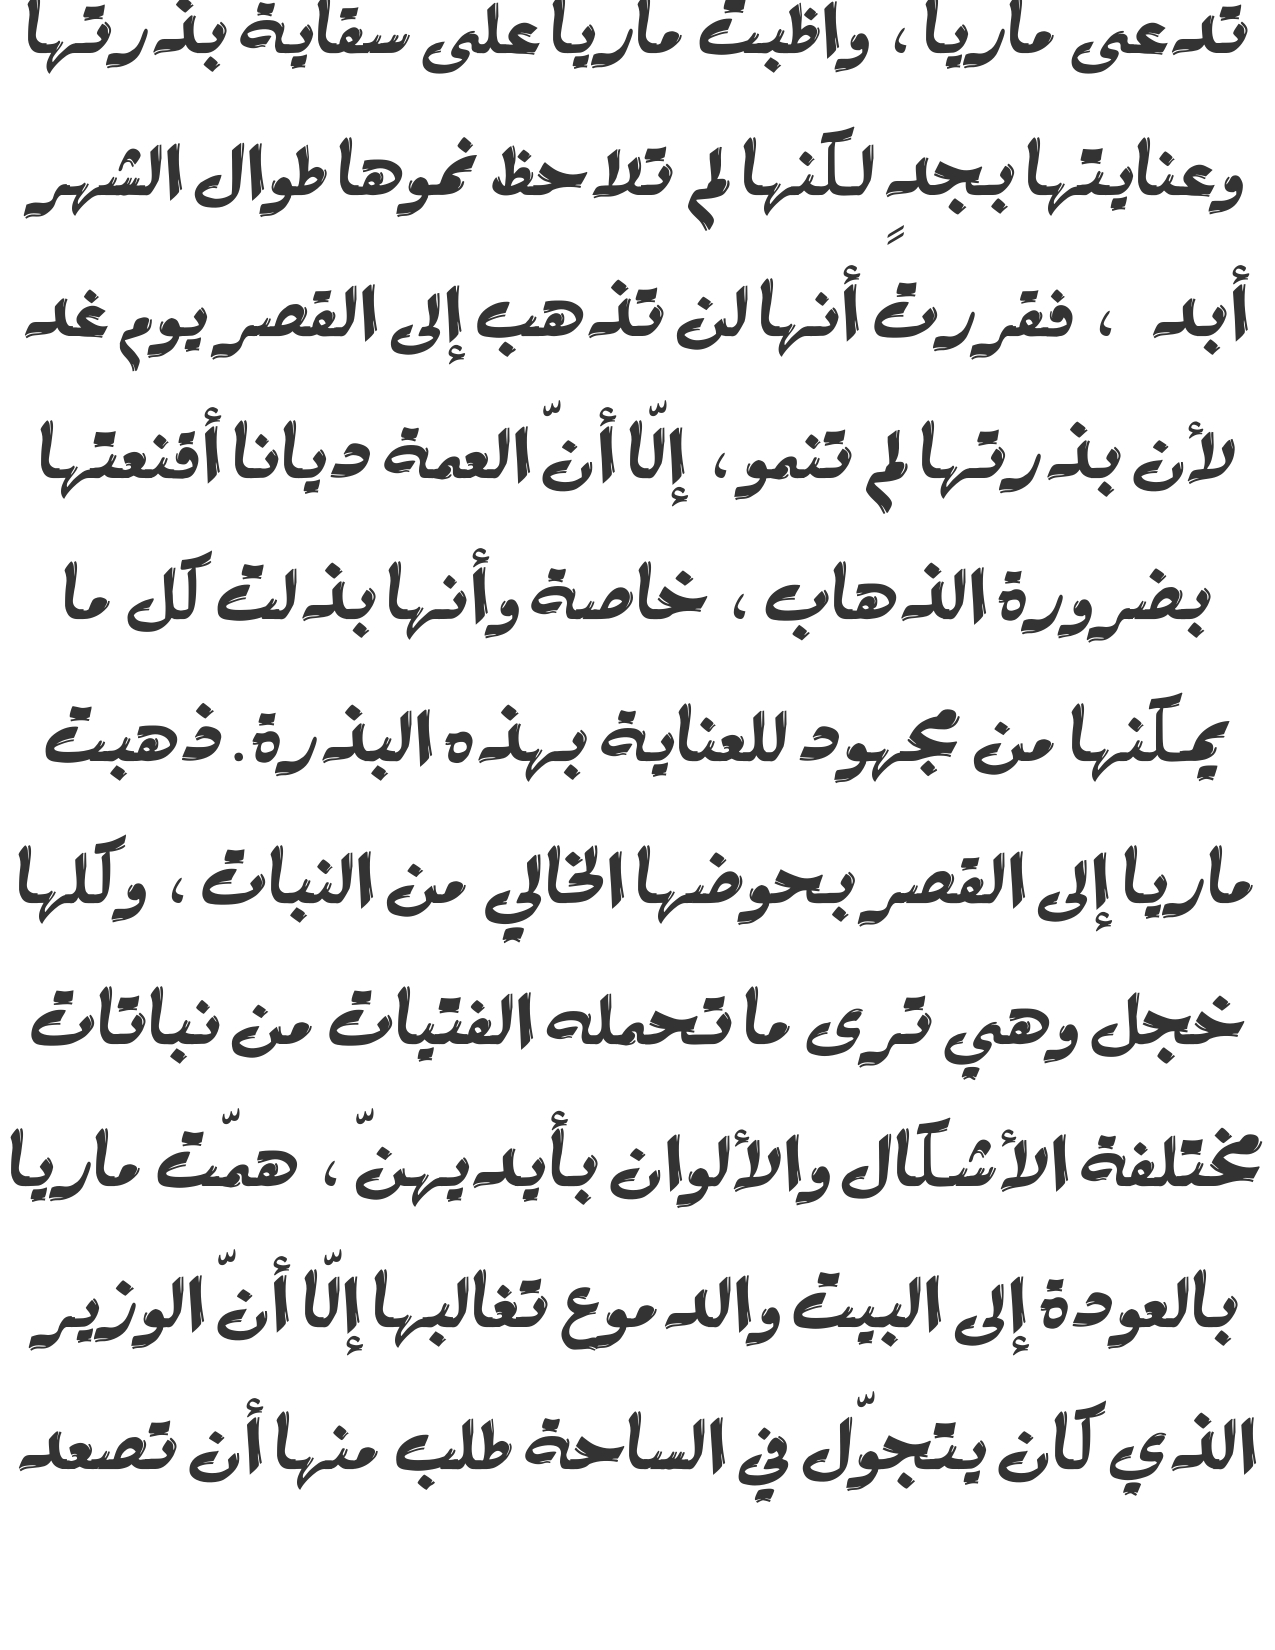 تدعى ماريا ، واظبت ماريا على سقاية بذرتها
وعنايتها بجدٍ لكنها لم تلاحظ نموها طوال الشهر
أبد ، فقررت أنها لن تذهب إلى القصر يوم غد
لأن بذرتها لم تنمو ، إلّا أنّ العمة ديانا أقنعتها
بضرورة الذهاب ، خاصة وأنها بذلت كل ما
يمكنها من مجهود للعناية بهذه البذرة. ذهبت
ماريا إلى القصر بحوضها الخالي من النبات ، وكلها
خجل وهي ترى ما تحمله الفتيات من نباتات
مختلفة الأشكال والألوان بأيديهنّ ، همّت ماريا
بالعودة إلى البيت والدموع تغالبها إلّا أنّ الوزير
الذي كان يتجوّل في الساحة طلب منها أن تصعد